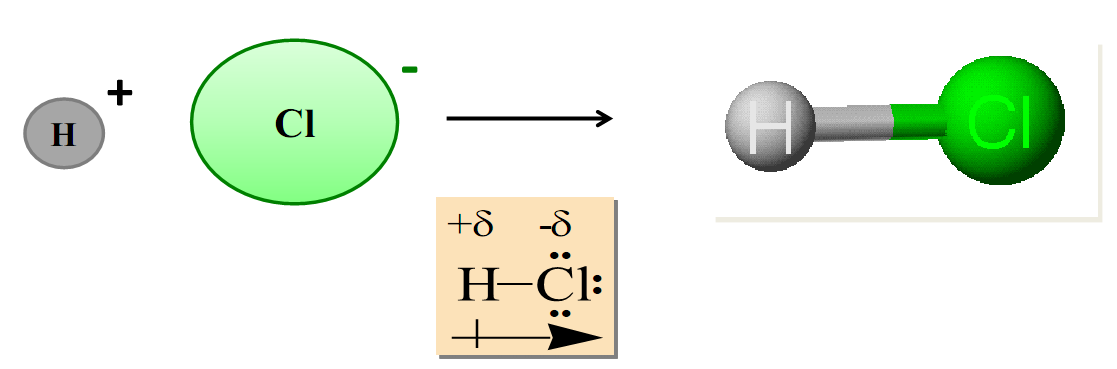 H + Cl -
H Cl
+δ -δ
H—Cl: